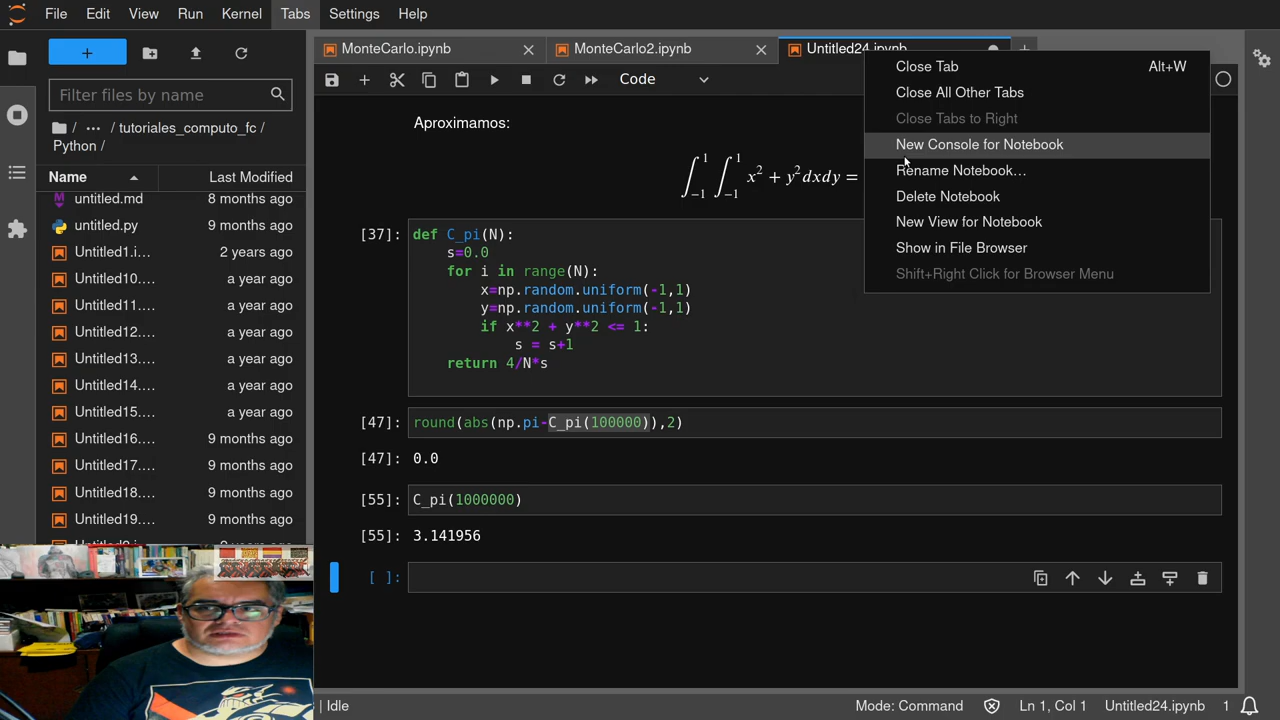 File Edit View Run Kernel Tabs Settings Help
MonteCarlo.ipynb
MonteCarlo2.ipynb
Untitled24.ipynb
Filter files by name
/ ··· / tutoriales_computo_fc /
Python /
Name Last Modified
untitled.md 8 months ago
untitled.py 9 months ago
Untitled1.i… 2 years ago
Untitled10.… a year ago
Untitled11.… a year ago
Untitled12.… a year ago
Untitled13.… a year ago
Untitled14.… a year ago
Untitled15.… a year ago
Untitled16.… 9 months ago
Untitled17.… 9 months ago
Untitled18.… 9 months ago
Untitled19.… 9 months ago
Code
Close Tab Alt+W
Close All Other Tabs
Close Tabs to Right
New Console for Notebook
Rename Notebook…
Delete Notebook
New View for Notebook
Show in File Browser
Shift+Right Click for Browser Menu
Aproximamos:
∫_{-1}^{1} ∫_{-1}^{1} x² + y² dxdy =
[37]: def C_pi(N):
s=0.0
for i in range(N):
x=np.random.uniform(-1,1)
y=np.random.uniform(-1,1)
if x**2 + y**2 <= 1:
s = s+1
return 4/N*s
[47]: round(abs(np.pi-C_pi(100000)),2)
[47]: 0.0
[55]: C_pi(1000000)
[55]: 3.141956
[ ]:
| Idle
Mode: Command
Ln 1, Col 1
Untitled24.ipynb
1